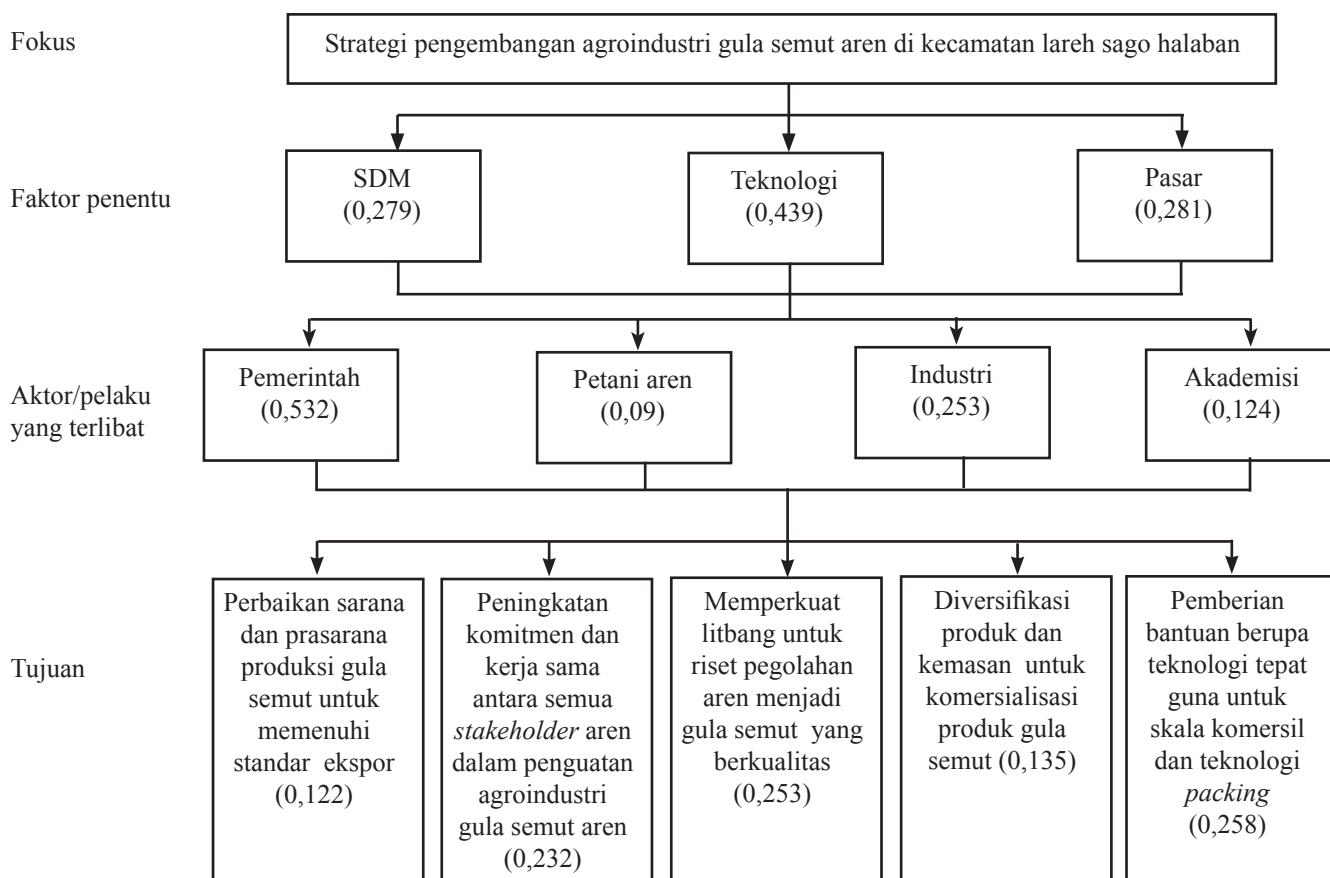 Fokus
Strategi pengembangan agroindustri gula semut aren di kecamatan lareh sago halaban
Faktor penentu
SDM
(0,279)
Teknologi
(0,439)
Pasar
(0,281)
Aktor/pelaku
yang terlibat
Pemerintah
(0,532)
Petani aren
(0,09)
Industri
(0,253)
Akademisi
(0,124)
Tujuan
Perbaikan sarana
dan prasarana
produksi gula
semut untuk
memenuhi
standar ekspor
(0,122)
Peningkatan
komitmen dan
kerja sama
antara semua
stakeholder aren
dalam penguatan
agroindustri
gula semut aren
(0,232)
Memperkuat
litbang untuk
riset pegolahan
aren menjadi
gula semut yang
berkualitas
(0,253)
Diversifikasi
produk dan
kemasan untuk
komersialisasi
produk gula
semut (0,135)
Pemberian
bantuan berupa
teknologi tepat
guna untuk
skala komersil
dan teknologi
packing
(0,258)